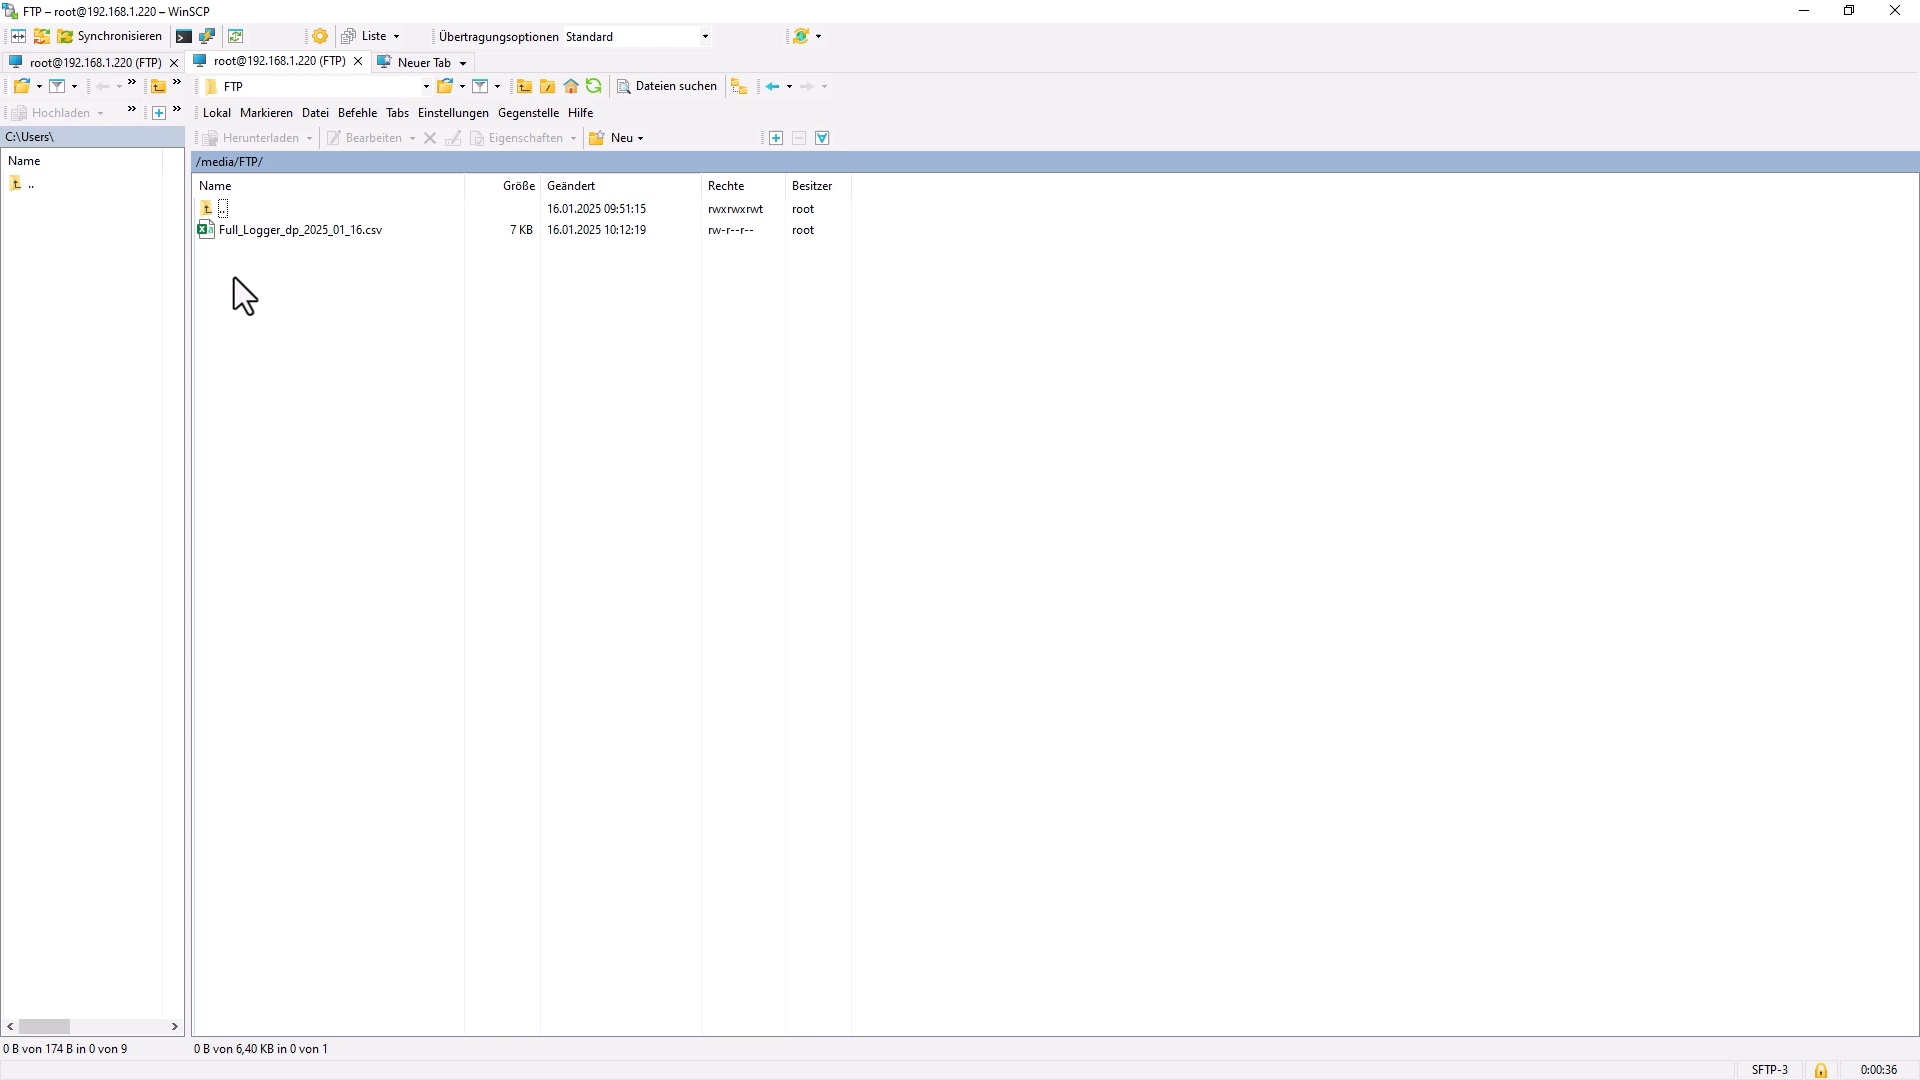 FTP – root@192.168.1.220 – WinSCP
Synchronisieren
Liste
Übertragungsoptionen Standard
root@192.168.1.220 (FTP)
root@192.168.1.220 (FTP)
Neuer Tab
FTP
Dateien suchen
Hochladen
Lokal Markieren Datei Befehle Tabs Einstellungen Gegenstelle Hilfe
C:\Users\
Herunterladen
Bearbeiten
Eigenschaften
Neu
Name
..
/media/FTP/
Name Größe Geändert Rechte Besitzer
.. 16.01.2025 09:51:15 rwxrwxrwt root
Full_Logger_dp_2025_01_16.csv 7 KB 16.01.2025 10:12:19 rw-r--r-- root
0 B von 174 B in 0 von 9
0 B von 6,40 KB in 0 von 1
SFTP-3 0:00:36